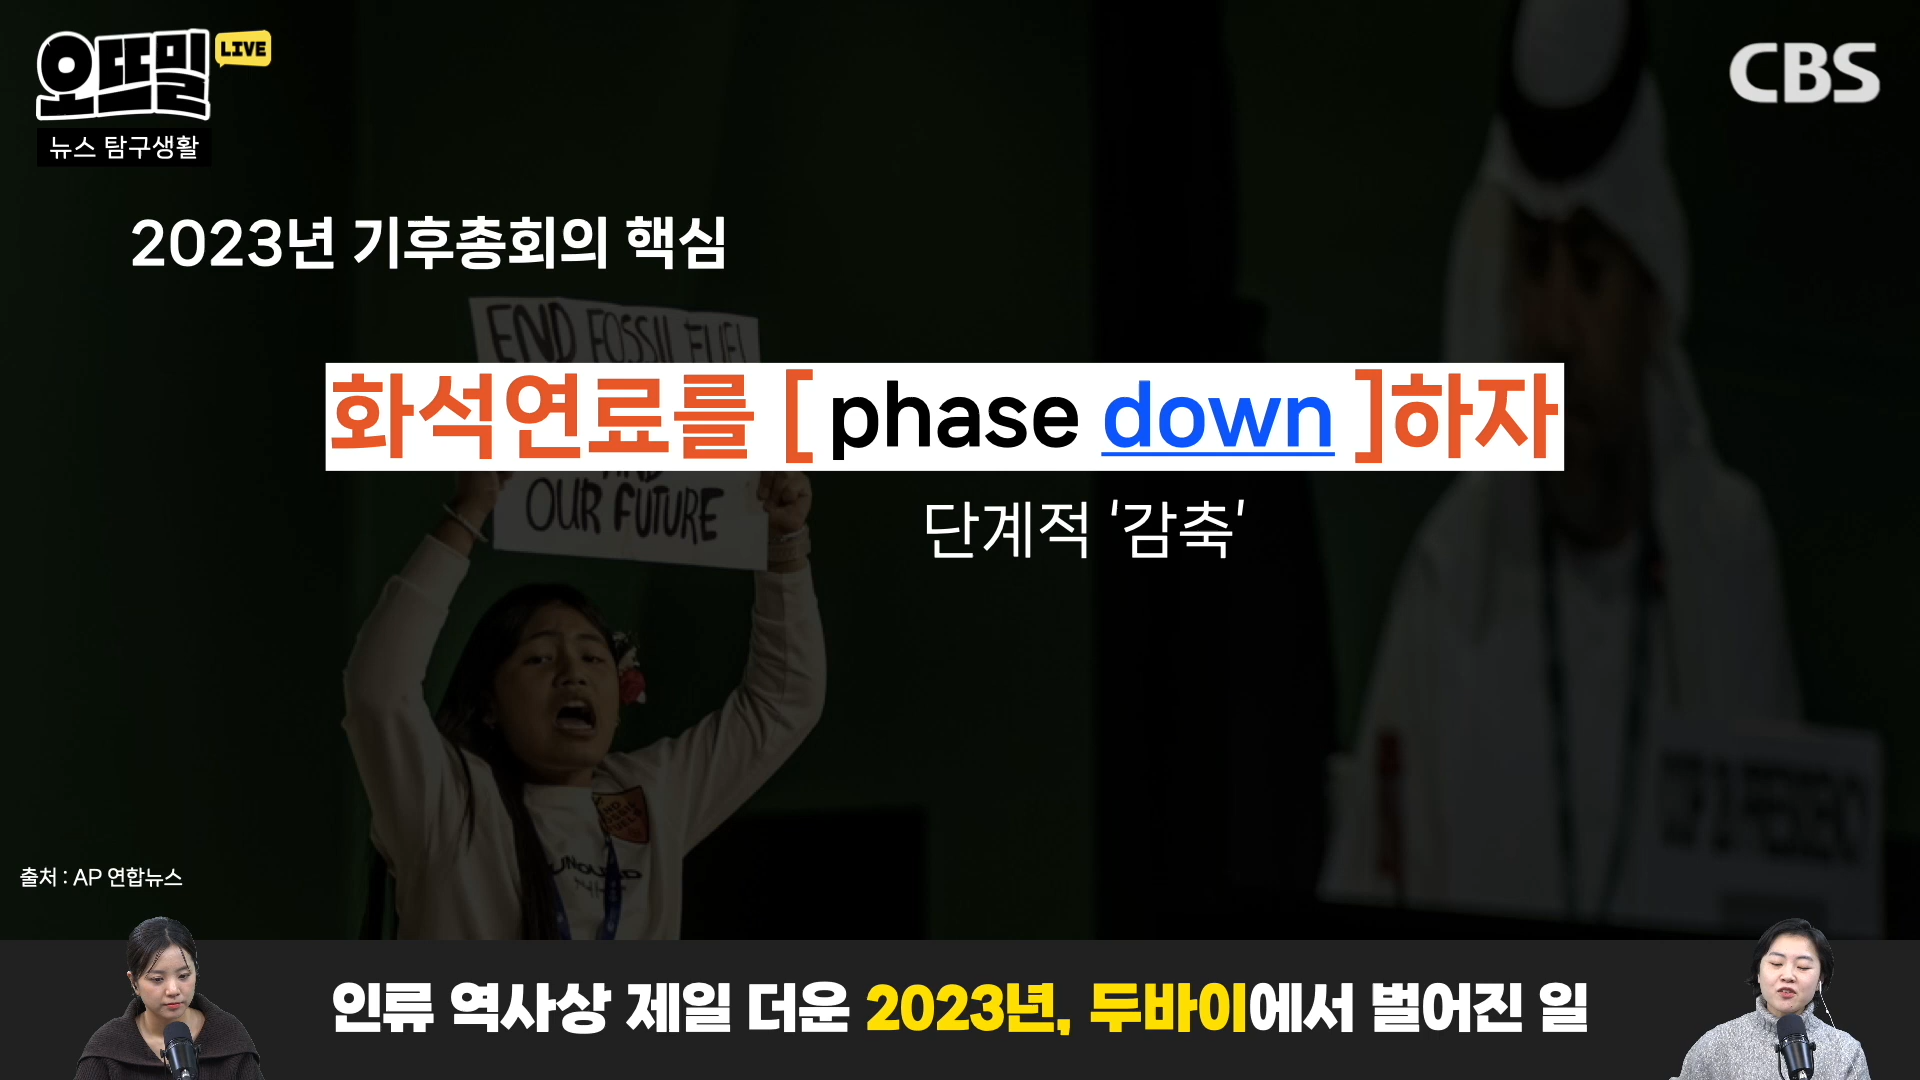 오뜨밀 LIVE
뉴스 탐구생활
CBS
2023년 기후총회의 핵심
END FOSSIL FUEL
화석연료를 [ phase down ]하자
단계적 '감축'
OUR FUTURE
출처 : AP 연합뉴스
인류 역사상 제일 더운 2023년, 두바이에서 벌어진 일